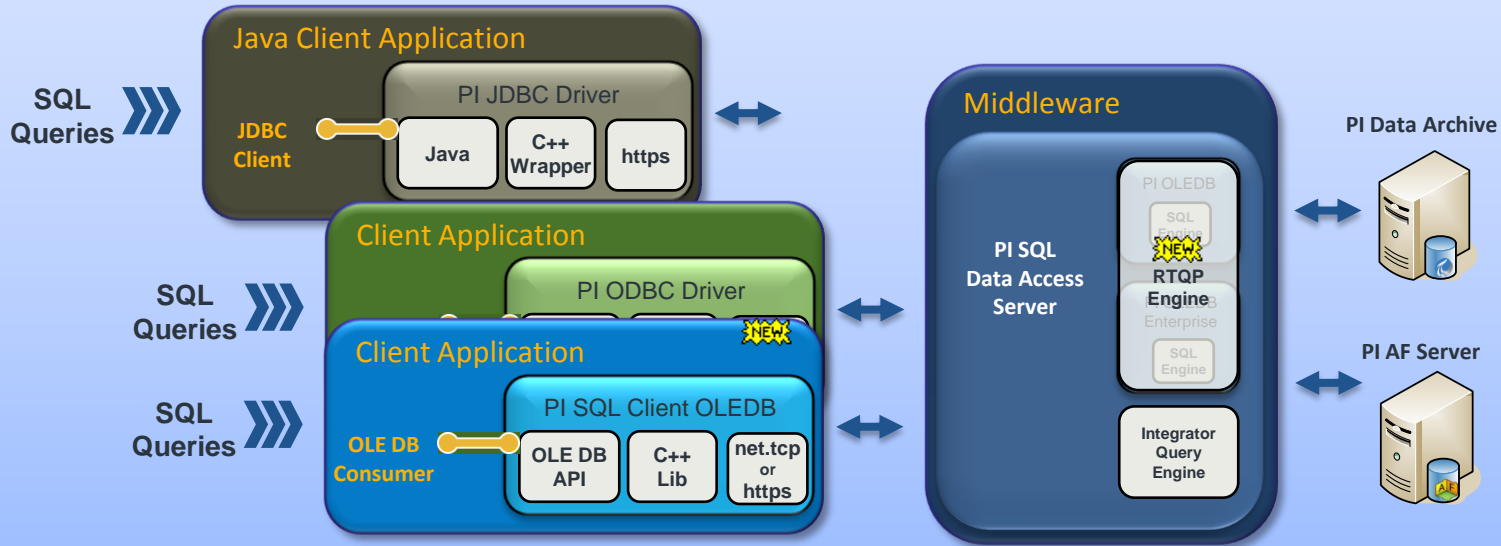 Java Client Application
PI JDBC Driver
SQL
Queries
JDBC
Client
Java
C++
Wrapper
https
Client Application
PI ODBC Driver
SQL
Queries
NEW
Client Application
PI SQL Client OLEDB
SQL
Queries
OLE DB
Consumer
OLE DB
API
C++
Lib
net.tcp
or
https
Middleware
PI SQL
Data Access
Server
PI OLEDB
SQL
Engine
NEW
RTQP
Engine
Enterprise
SQL
Engine
Integrator
Query
Engine
PI Data Archive
PI AF Server
AF